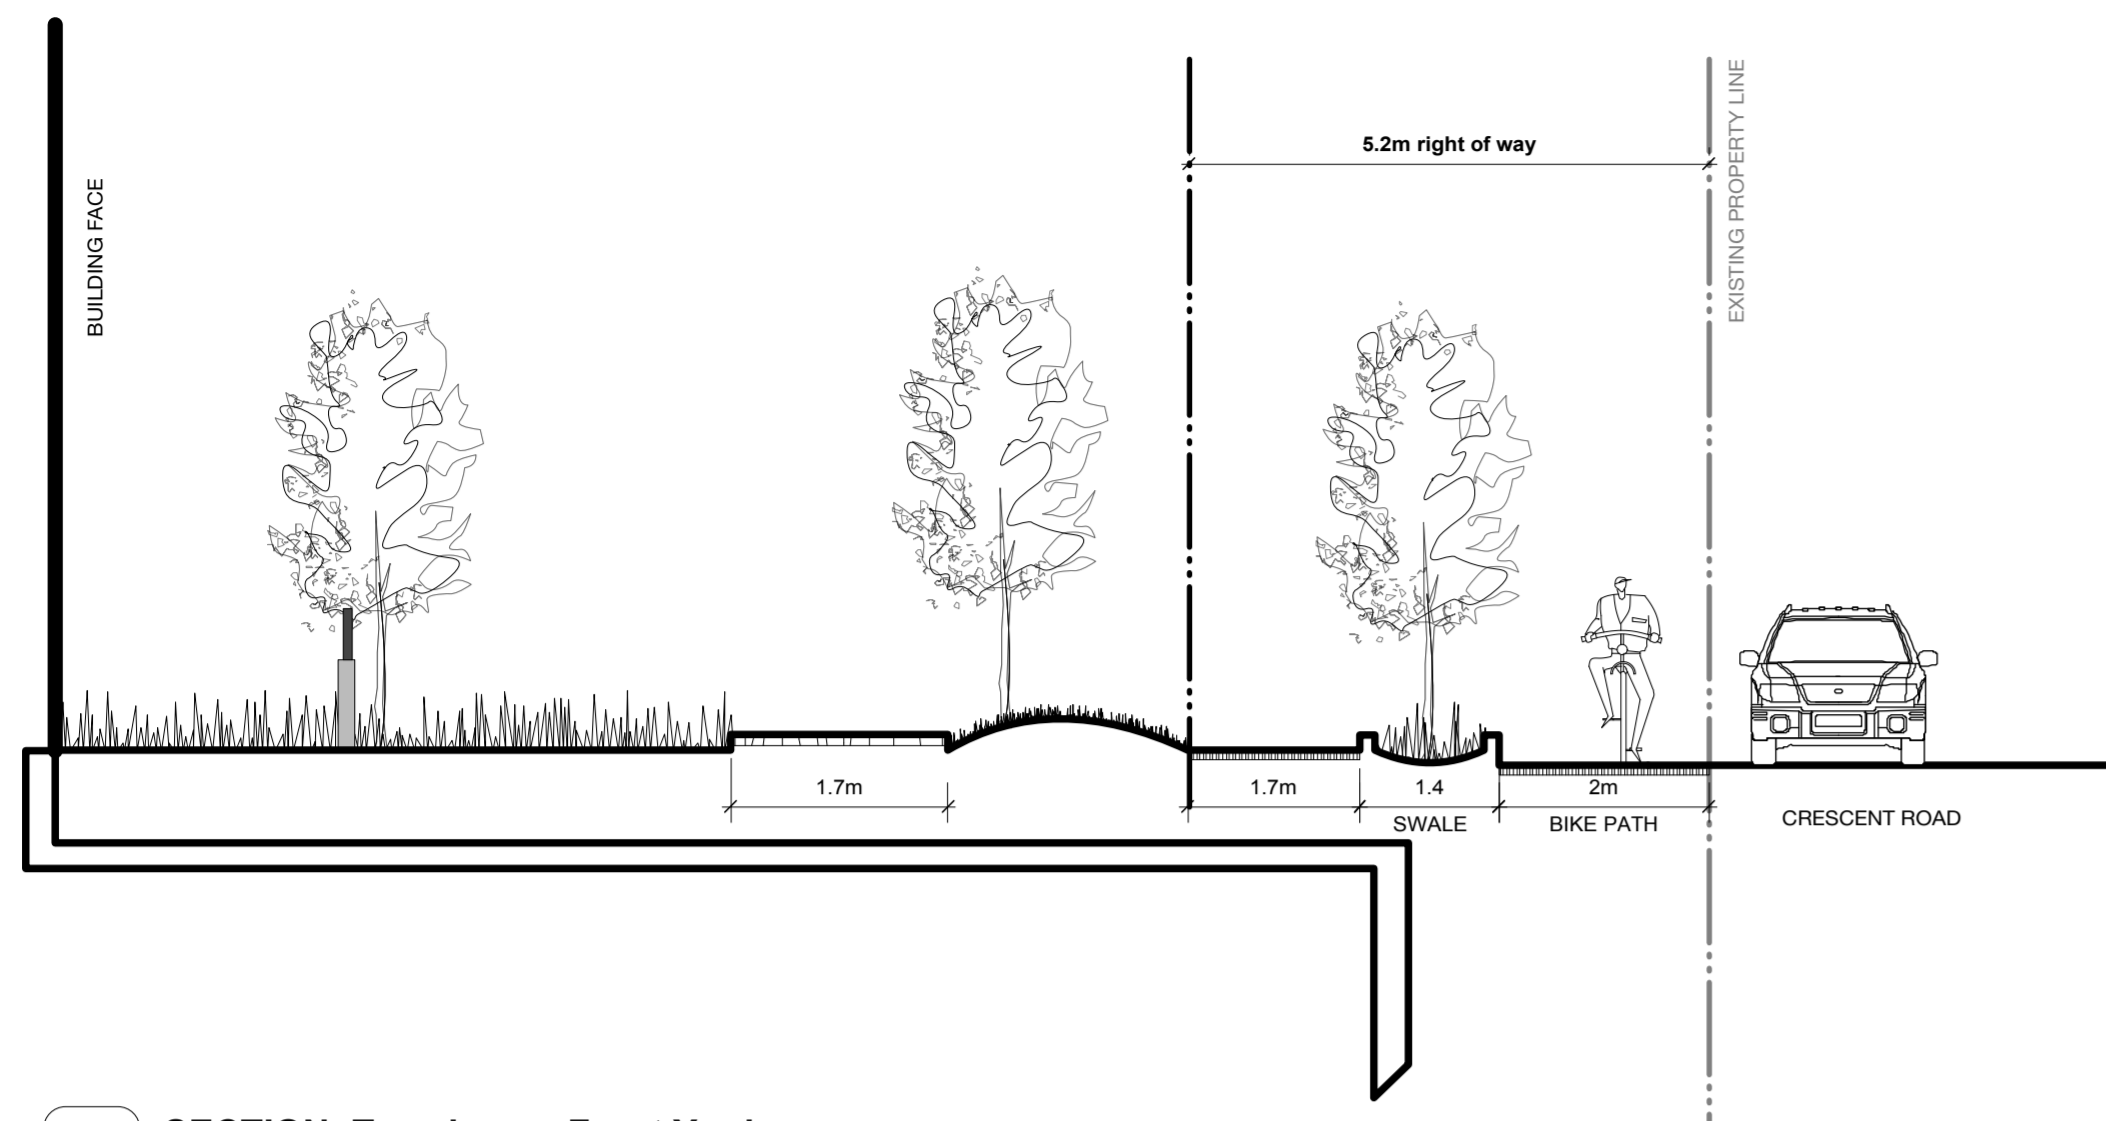 5.2m right of way
BUILDING FACE
EXISTING PROPERTY LINE
1.7m
1.7m
1.4
2m
SWALE
BIKE PATH
CRESCENT ROAD